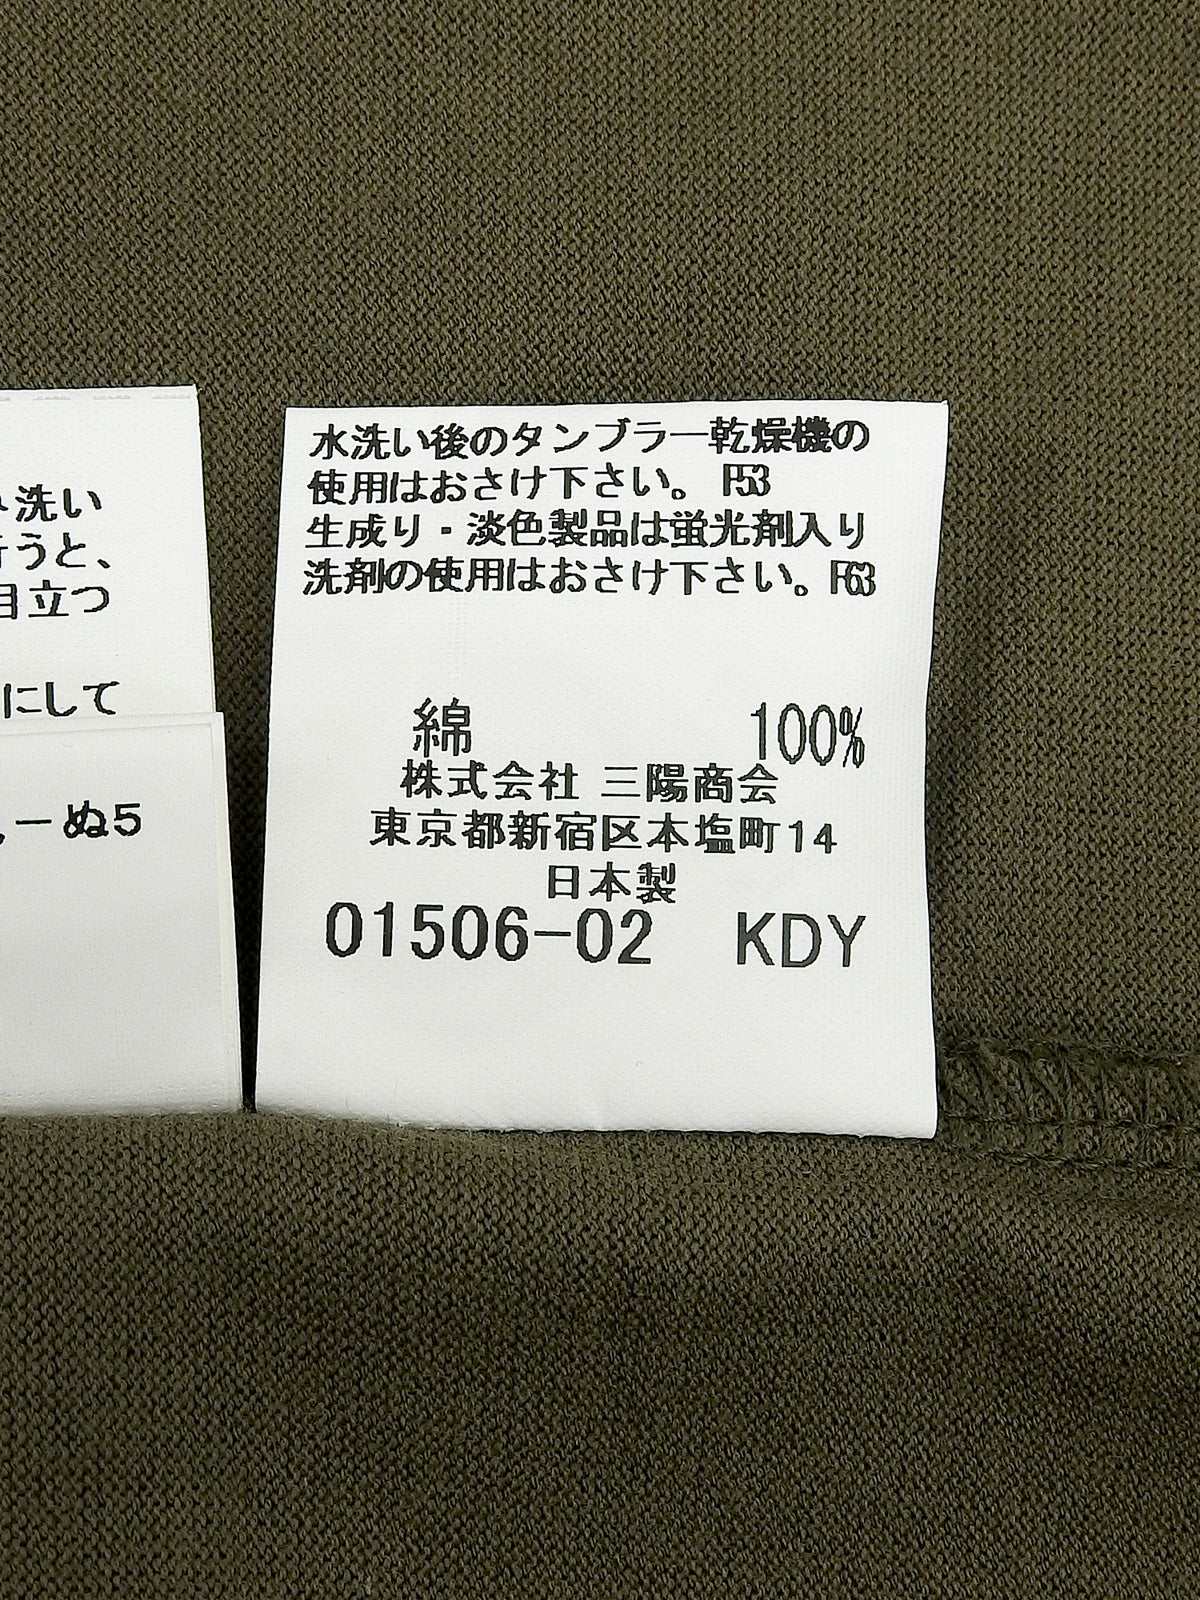 洗い
うと、
目立つ
にして
ーぬ5
水洗い後のタンブラー乾燥機の
使用はおさけ下さい。 F53
生成り・淡色製品は蛍光剤入り
洗剤の使用はおさけ下さい。F63
綿 100%
株式会社 三陽商会
東京都新宿区本塩町14
日本製
01506-02 KDY